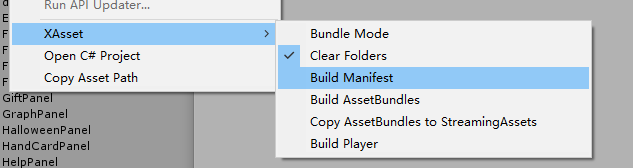 Run API Updater...
XAsset
Open C# Project
Copy Asset Path
Bundle Mode
Clear Folders
Build Manifest
Build AssetBundles
Copy AssetBundles to StreamingAssets
Build Player
GiftPanel
GraphPanel
HalloweenPanel
HandCardPanel
HelpPanel